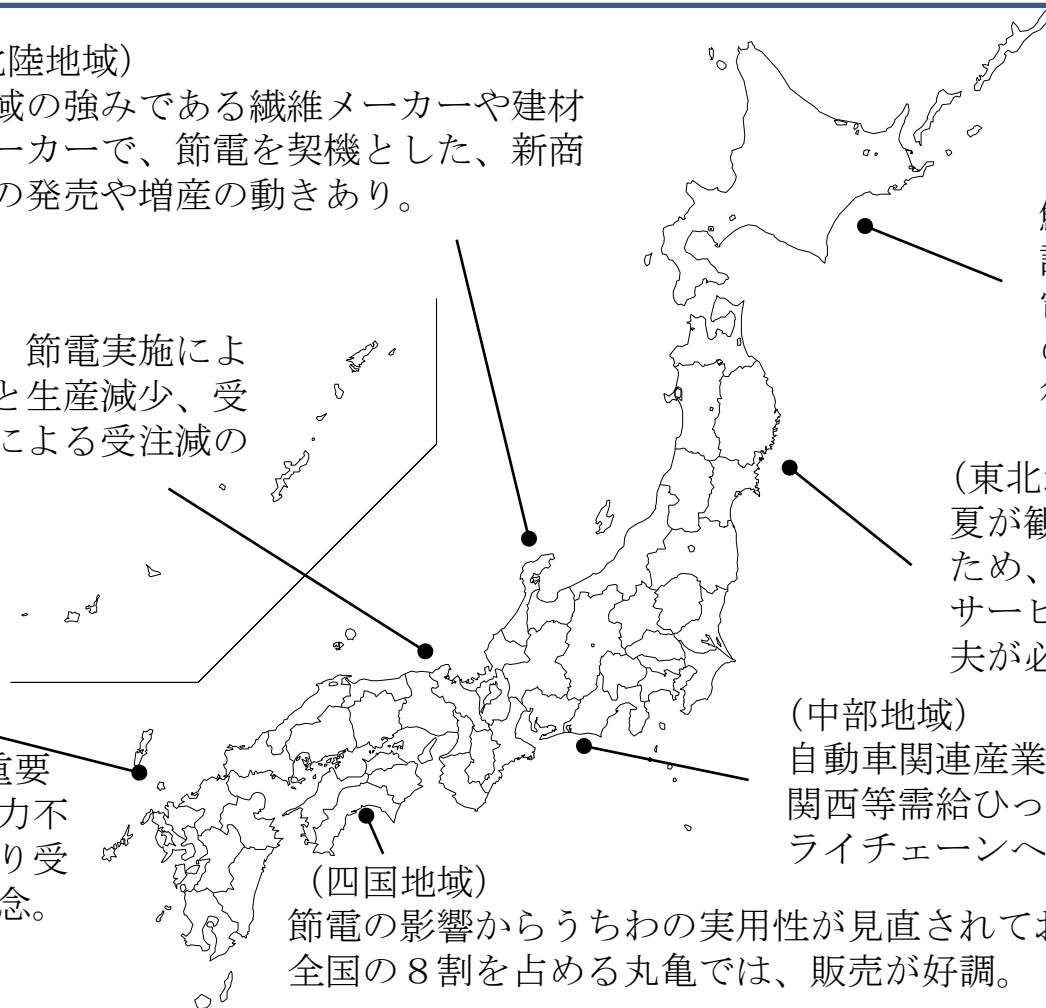 陸地域）
域の強みである繊維メーカーや建材
ーカーで、節電を契機とした、新商
の発売や増産の動きあり。
節電実施によ
と生産減少、受
による受注減の
（東北
夏が観
ため、
サービ
夫が必
（中部地域）
自動車関連産業
関西等需給ひっ
ライチェーンへ
重要
力不
り受
念。
（四国地域）
節電の影響からうちわの実用性が見直されてお
全国の８割を占める丸亀では、販売が好調。